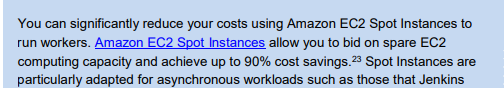 You can significantly reduce your costs using Amazon EC2 Spot Instances to
run workers. Amazon EC2 Spot Instances allow you to bid on spare EC2
computing capacity and achieve up to 90% cost savings.²³ Spot Instances are
particularly adapted for asynchronous workloads such as those that Jenkins